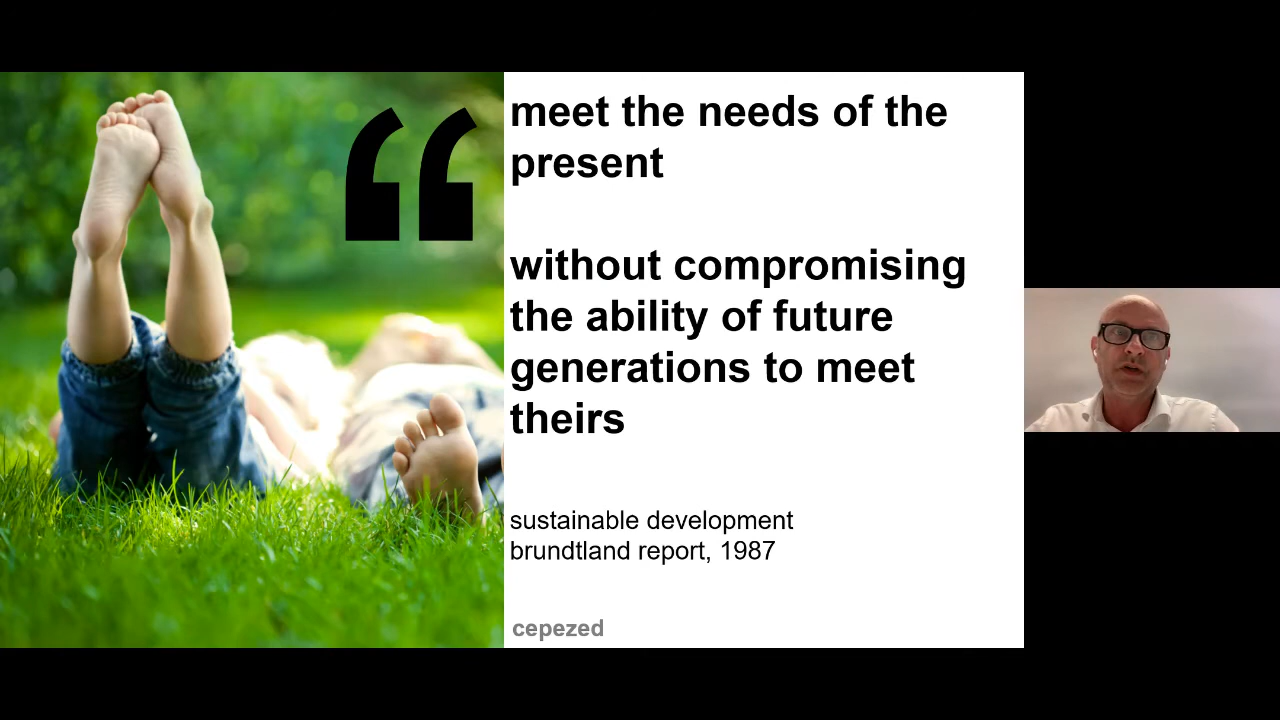 “
meet the needs of the
present
without compromising
the ability of future
generations to meet
theirs
sustainable development
brundtland report, 1987
cepezed